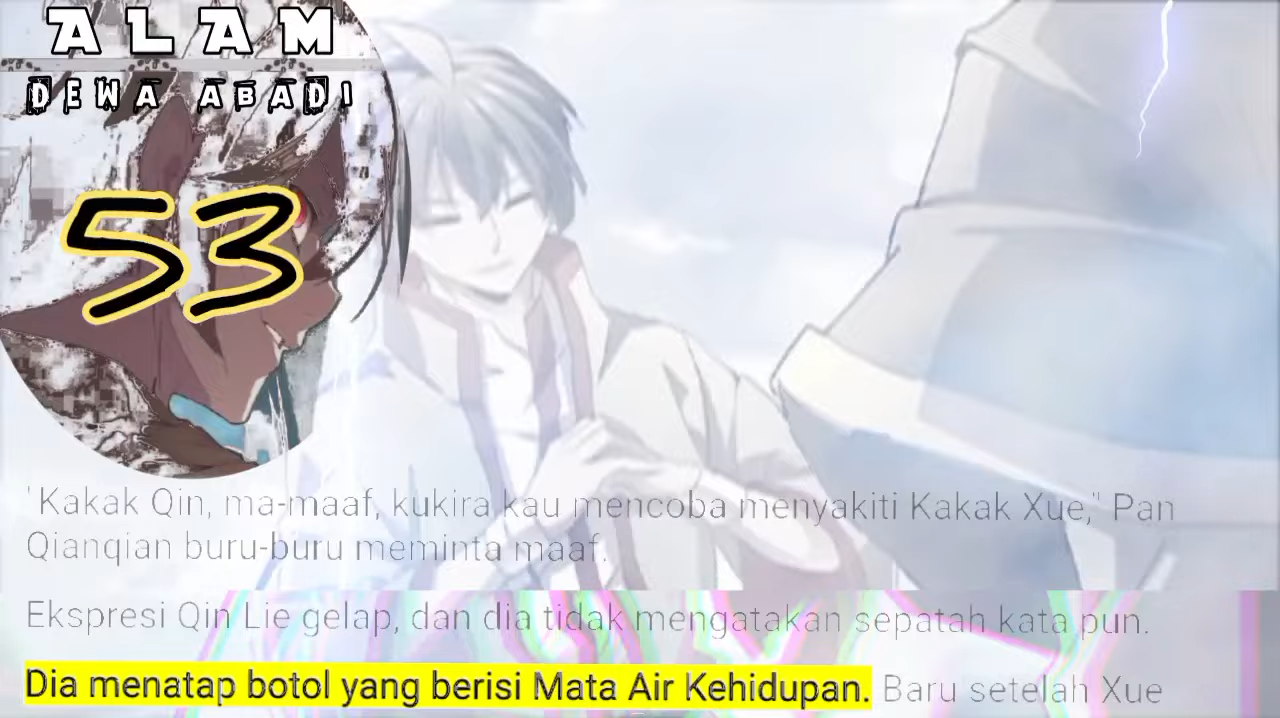 ALAM
DEWA ABADI
53
'Kakak Qin, ma-maaf, kukira kau mencoba menyakiti Kakak Xue," Pan
Qianqian buru-buru meminta maaf.
Ekspresi Qin Lie gelap, dan dia tidak mengatakan sepatah kata pun.
Dia menatap botol yang berisi Mata Air Kehidupan. Baru setelah Xue